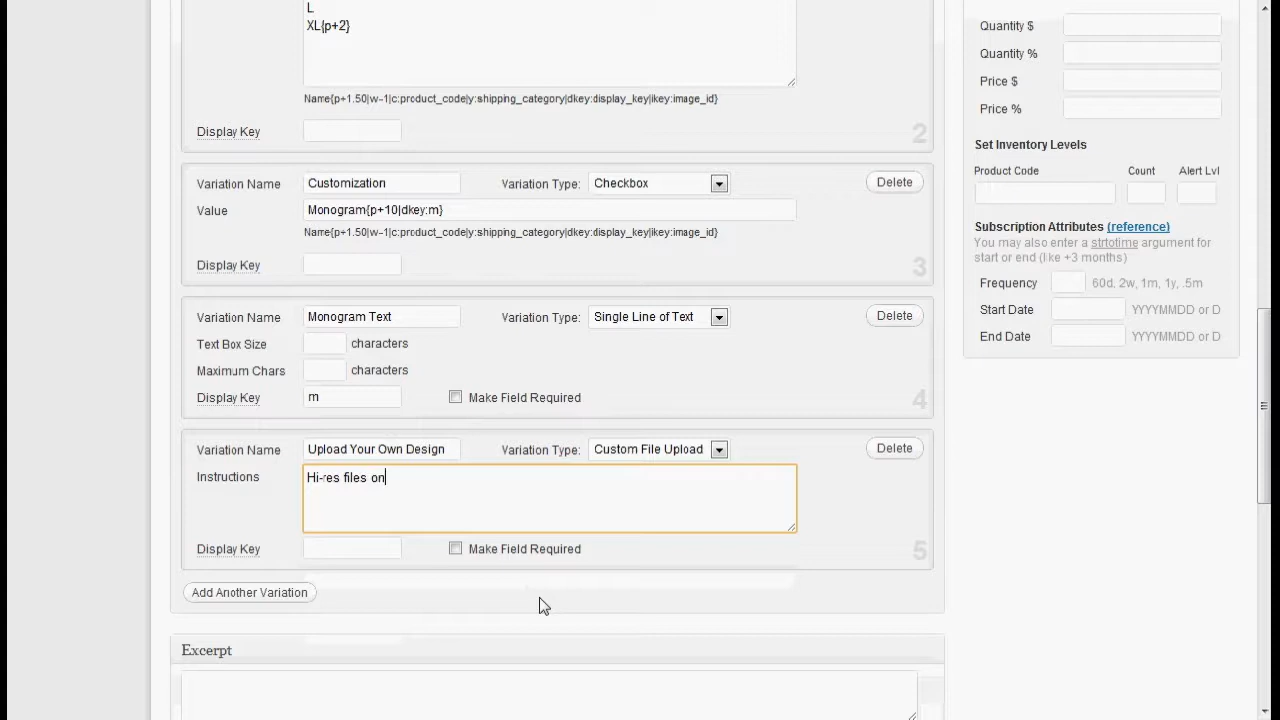 L
XL{p+2}
Name{p+1.50|w-1|c:product_code|y:shipping_category|dkey:display_key|ikey:image_id}
Display Key
2
Variation Name Customization Variation Type: Checkbox Delete
Value Monogram{p+10|dkey:m}
Name{p+1.50|w-1|c:product_code|y:shipping_category|dkey:display_key|ikey:image_id}
Display Key
3
Variation Name Monogram Text Variation Type: Single Line of Text Delete
Text Box Size characters
Maximum Chars characters
Display Key m Make Field Required
4
Variation Name Upload Your Own Design Variation Type: Custom File Upload Delete
Instructions Hi-res files on
Display Key Make Field Required
5
Add Another Variation
Excerpt
Quantity $
Quantity %
Price $
Price %
Set Inventory Levels
Product Code Count Alert Lvl
Subscription Attributes (reference)
You may also enter a strtotime argument for
start or end (like +3 months)
Frequency 60d, 2w, 1m, 1y, .5m
Start Date YYYYMMDD or D
End Date YYYYMMDD or D